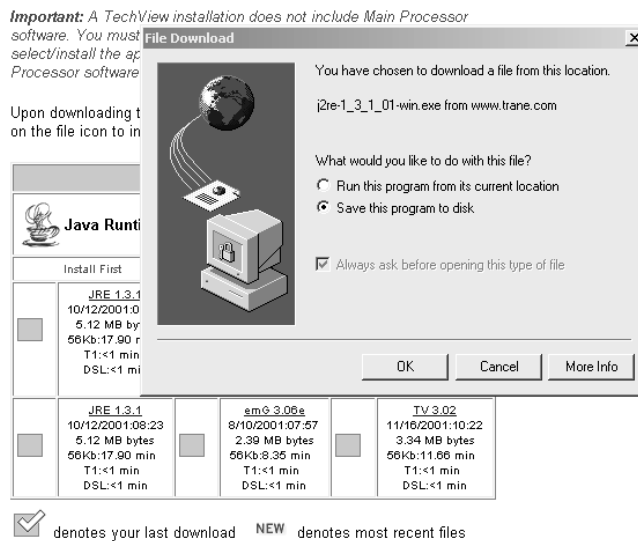 Important: A TechView installation does not include Main Processor
software. You must
select/install the ap
Processor software
Upon downloading t
on the file icon to in
File Download
You have chosen to download a file from this location.
j2re-1_3_1_01-win.exe from www.trane.com
What would you like to do with this file?
Run this program from its current location
Save this program to disk
Always ask before opening this type of file
OK Cancel More Info
Java Runti
Install First
JRE 1.3.1
10/12/2001:0
5.12 MB by
56Kb:17.90 r
T1:<1 min
DSL:<1 mi
JRE 1.3.1
10/12/2001:08:23
5.12 MB bytes
56Kb:17.90 min
T1:<1 min
DSL:<1 min
emG 3.06e
8/10/2001:07:57
2.39 MB bytes
56Kb:8.35 min
T1:<1 min
DSL:<1 min
TV 3.02
11/16/2001:10:22
3.34 MB bytes
56Kb:11.66 min
T1:<1 min
DSL:<1 min
denotes your last download NEW denotes most recent files